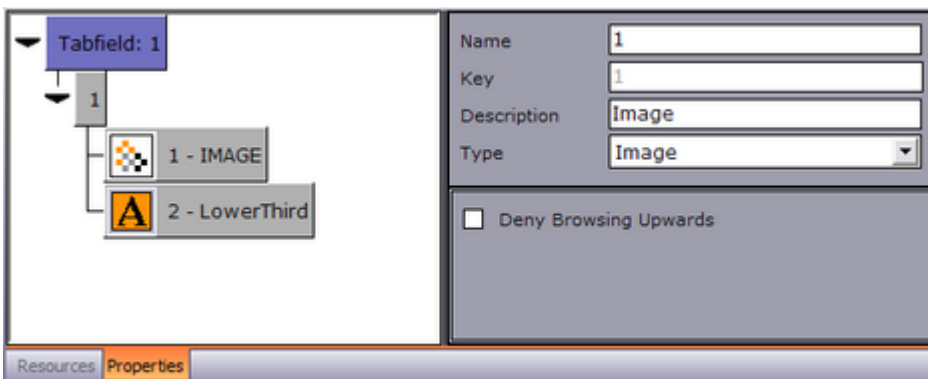 Tabfield: 1
1
1 - IMAGE
A
2 - LowerThird
Name 1
Key 1
Description Image
Type Image
Deny Browsing Upwards
Resources Properties